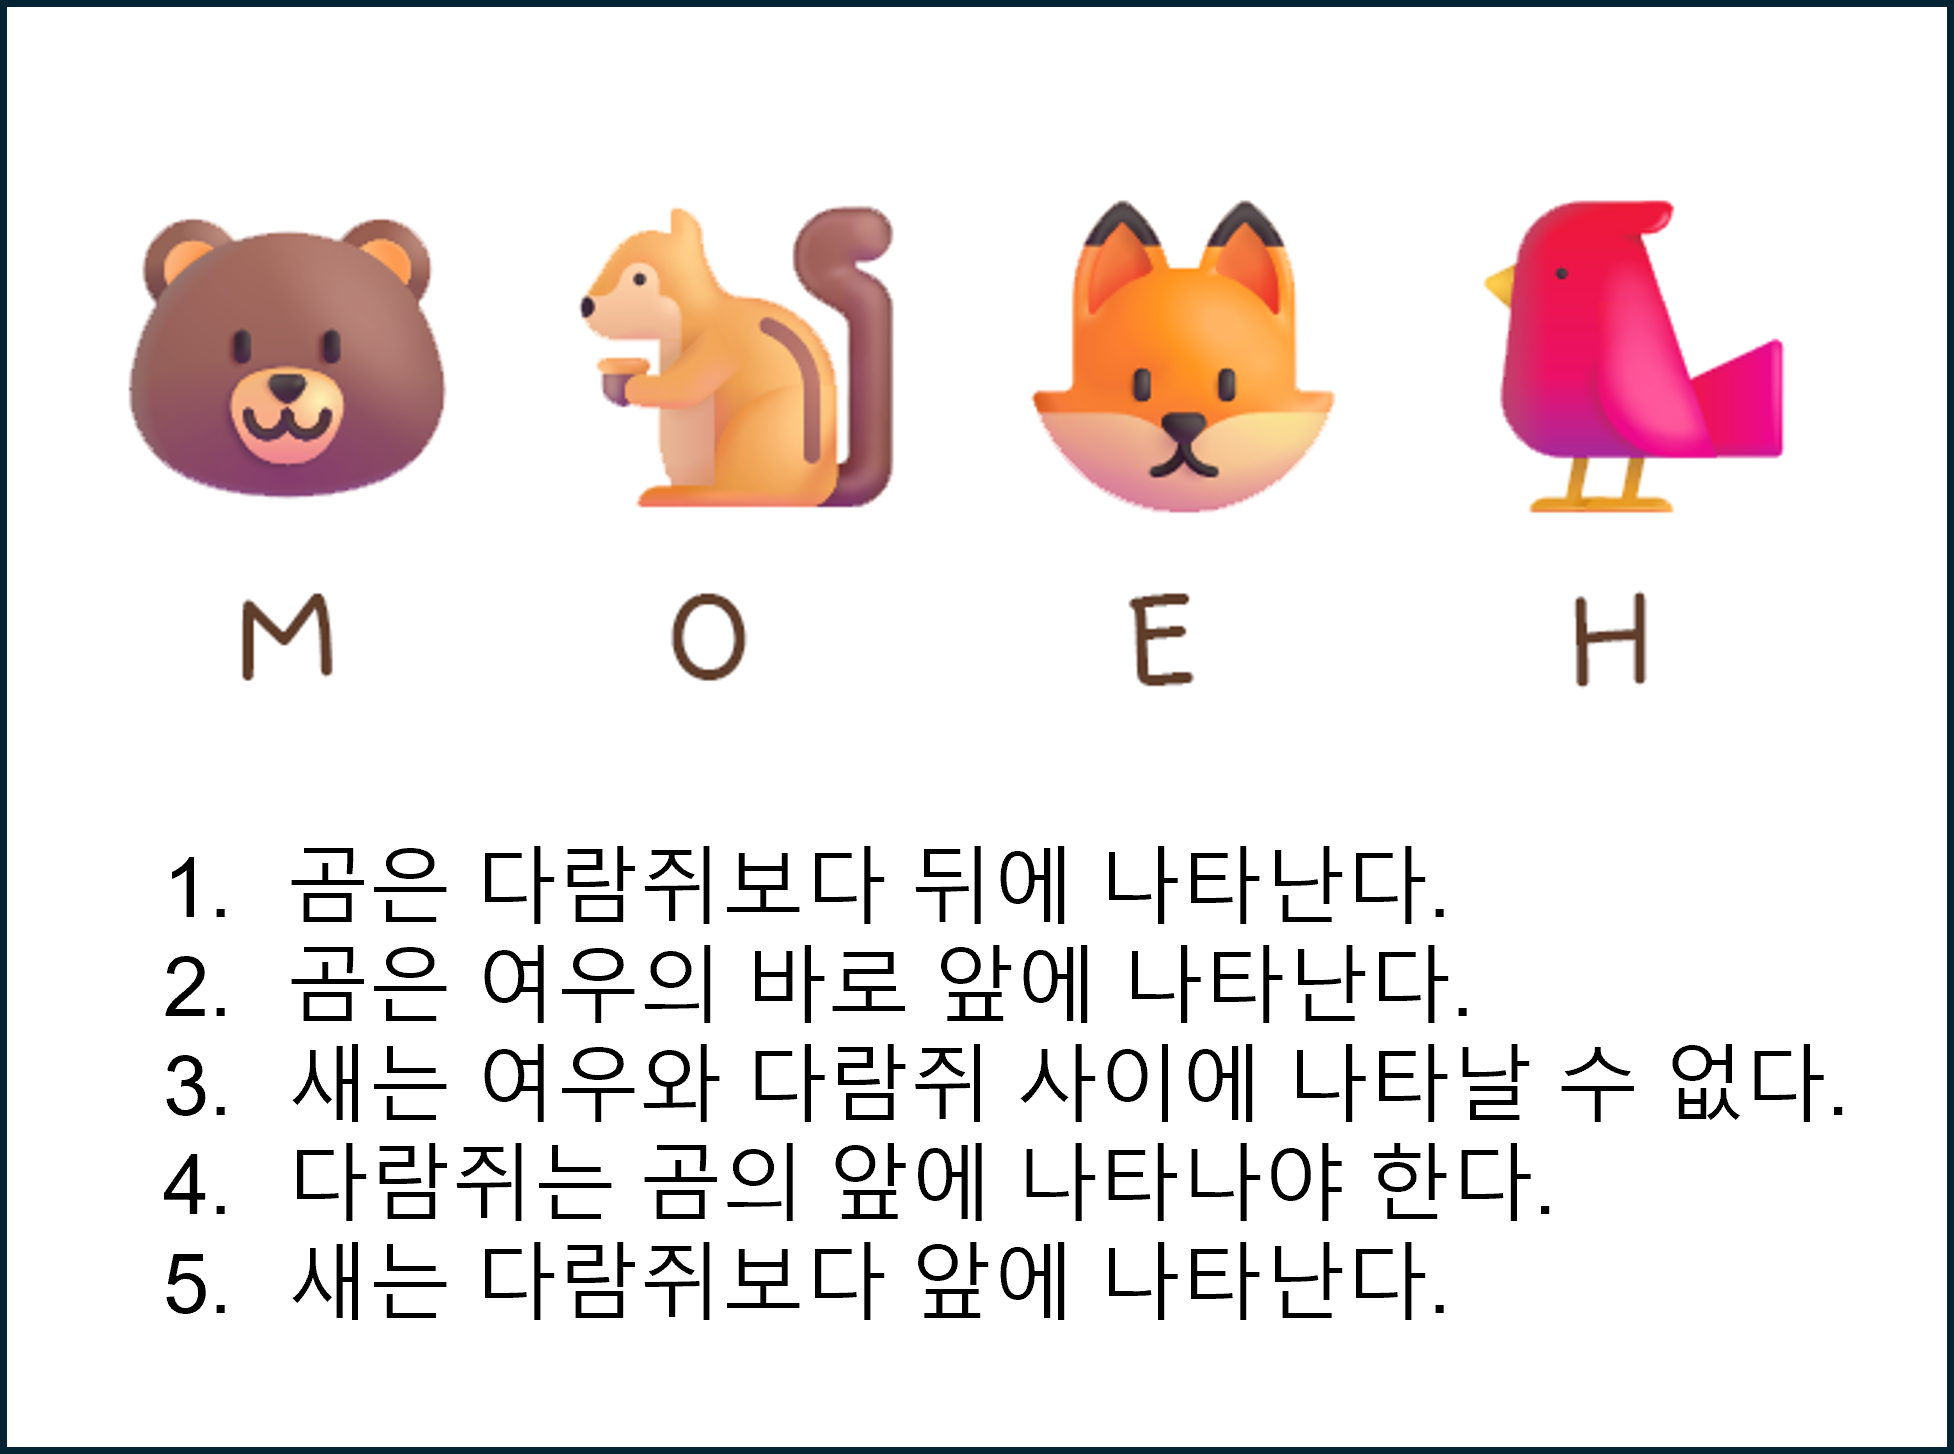 M O E H
1. 곰은 다람쥐보다 뒤에 나타난다.
2. 곰은 여우의 바로 앞에 나타난다.
3. 새는 여우와 다람쥐 사이에 나타날 수 없다.
4. 다람쥐는 곰의 앞에 나타나야 한다.
5. 새는 다람쥐보다 앞에 나타난다.